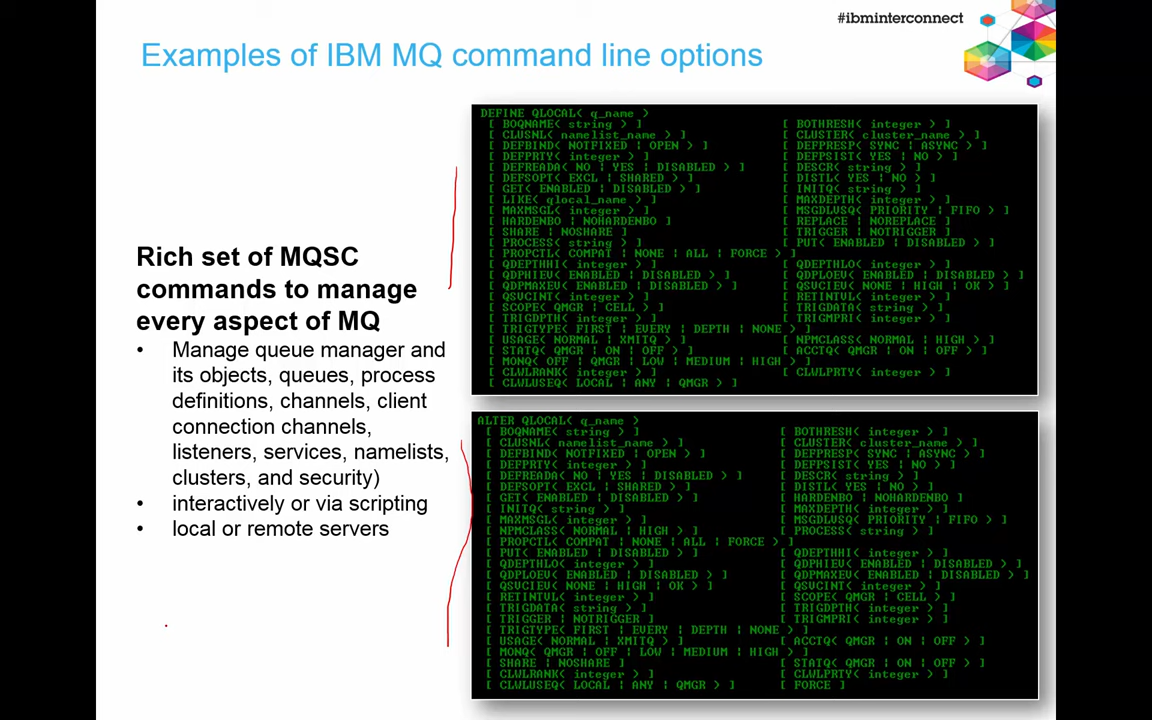 #ibminterconnect
Examples of IBM MQ command line options
Rich set of MQSC
commands to manage
every aspect of MQ
• Manage queue manager and
its objects, queues, process
definitions, channels, client
connection channels,
listeners, services, namelists,
clusters, and security)
• interactively or via scripting
• local or remote servers
DEFINE QLOCAL( q_name )
[ BOQNAME( string ) ] [ BOTHRESH( integer ) ]
[ CLUSNL( namelist_name ) ] [ CLUSTER( cluster_name ) ]
[ DEFBIND( NOTFIXED ¦ OPEN ) ] [ DEFPRESP( SYNC ¦ ASYNC ) ]
[ DEFPRTY( integer ) ] [ DEFPSIST( YES ¦ NO ) ]
[ DEFREADA( NO ¦ YES ¦ DISABLED ) ] [ DESCR( string ) ]
[ DEFSOPT( EXCL ¦ SHARED ) ] [ DISTL( YES ¦ NO ) ]
[ GET( ENABLED ¦ DISABLED ) ] [ INITQ( string ) ]
[ LIKE( qlocal_name ) ] [ MAXDEPTH( integer ) ]
[ MAXMSGL( integer ) ] [ MSGDLVSQ( PRIORITY ¦ FIFO ) ]
[ HARDENBO ¦ NOHARDENBO ] [ REPLACE ¦ NOREPLACE ]
[ SHARE ¦ NOSHARE ] [ TRIGGER ¦ NOTRIGGER ]
[ PROCESS( string ) ] [ PUT( ENABLED ¦ DISABLED ) ]
[ PROPCTL( COMPAT ¦ NONE ¦ ALL ¦ FORCE ) ]
[ QDEPTHHI( integer ) ] [ QDEPTHLO( integer ) ]
[ QDPHIEV( ENABLED ¦ DISABLED ) ] [ QDPLOEV( ENABLED ¦ DISABLED ) ]
[ QDPMAXEV( ENABLED ¦ DISABLED ) ] [ QSVCIEV( NONE ¦ HIGH ¦ OK ) ]
[ QSVCINT( integer ) ] [ RETINTVL( integer ) ]
[ SCOPE( QMGR ¦ CELL ) ] [ TRIGDATA( string ) ]
[ TRIGDPTH( integer ) ] [ TRIGMPRI( integer ) ]
[ TRIGTYPE( FIRST ¦ EVERY ¦ DEPTH ¦ NONE ) ]
[ USAGE( NORMAL ¦ XMITQ ) ] [ NPMCLASS( NORMAL ¦ HIGH ) ]
[ STATQ( QMGR ¦ ON ¦ OFF ) ] [ ACCTQ( QMGR ¦ ON ¦ OFF ) ]
[ MONQ( OFF ¦ QMGR ¦ LOW ¦ MEDIUM ¦ HIGH ) ]
[ CLWLRANK( integer ) ] [ CLWLPRTY( integer ) ]
[ CLWLUSEQ( LOCAL ¦ ANY ¦ QMGR ) ]
ALTER QLOCAL( q_name )
[ BOQNAME( string ) ] [ BOTHRESH( integer ) ]
[ CLUSNL( namelist_name ) ] [ CLUSTER( cluster_name ) ]
[ DEFBIND( NOTFIXED ¦ OPEN ) ] [ DEFPRESP( SYNC ¦ ASYNC ) ]
[ DEFPRTY( integer ) ] [ DEFPSIST( YES ¦ NO ) ]
[ DEFREADA( NO ¦ YES ¦ DISABLED ) ] [ DESCR( string ) ]
[ DEFSOPT( EXCL ¦ SHARED ) ] [ DISTL( YES ¦ NO ) ]
[ GET( ENABLED ¦ DISABLED ) ] [ HARDENBO ¦ NOHARDENBO ]
[ INITQ( string ) ] [ MAXDEPTH( integer ) ]
[ MAXMSGL( integer ) ] [ MSGDLVSQ( PRIORITY ¦ FIFO ) ]
[ NPMCLASS( NORMAL ¦ HIGH ) ] [ PROCESS( string ) ]
[ PROPCTL( COMPAT ¦ NONE ¦ ALL ¦ FORCE ) ]
[ PUT( ENABLED ¦ DISABLED ) ] [ QDEPTHHI( integer ) ]
[ QDEPTHLO( integer ) ] [ QDPHIEV( ENABLED ¦ DISABLED ) ]
[ QDPLOEV( ENABLED ¦ DISABLED ) ] [ QDPMAXEV( ENABLED ¦ DISABLED ) ]
[ QSVCIEV( NONE ¦ HIGH ¦ OK ) ] [ QSVCINT( integer ) ]
[ RETINTVL( integer ) ] [ SCOPE( QMGR ¦ CELL ) ]
[ TRIGDATA( string ) ] [ TRIGDPTH( integer ) ]
[ TRIGGER ¦ NOTRIGGER ] [ TRIGMPRI( integer ) ]
[ TRIGTYPE( FIRST ¦ EVERY ¦ DEPTH ¦ NONE ) ]
[ USAGE( NORMAL ¦ XMITQ ) ] [ ACCTQ( QMGR ¦ ON ¦ OFF ) ]
[ MONQ( QMGR ¦ OFF ¦ LOW ¦ MEDIUM ¦ HIGH ) ]
[ SHARE ¦ NOSHARE ] [ STATQ( QMGR ¦ ON ¦ OFF ) ]
[ CLWLRANK( integer ) ] [ CLWLPRTY( integer ) ]
[ CLWLUSEQ( LOCAL ¦ ANY ¦ QMGR ) ] [ FORCE ]